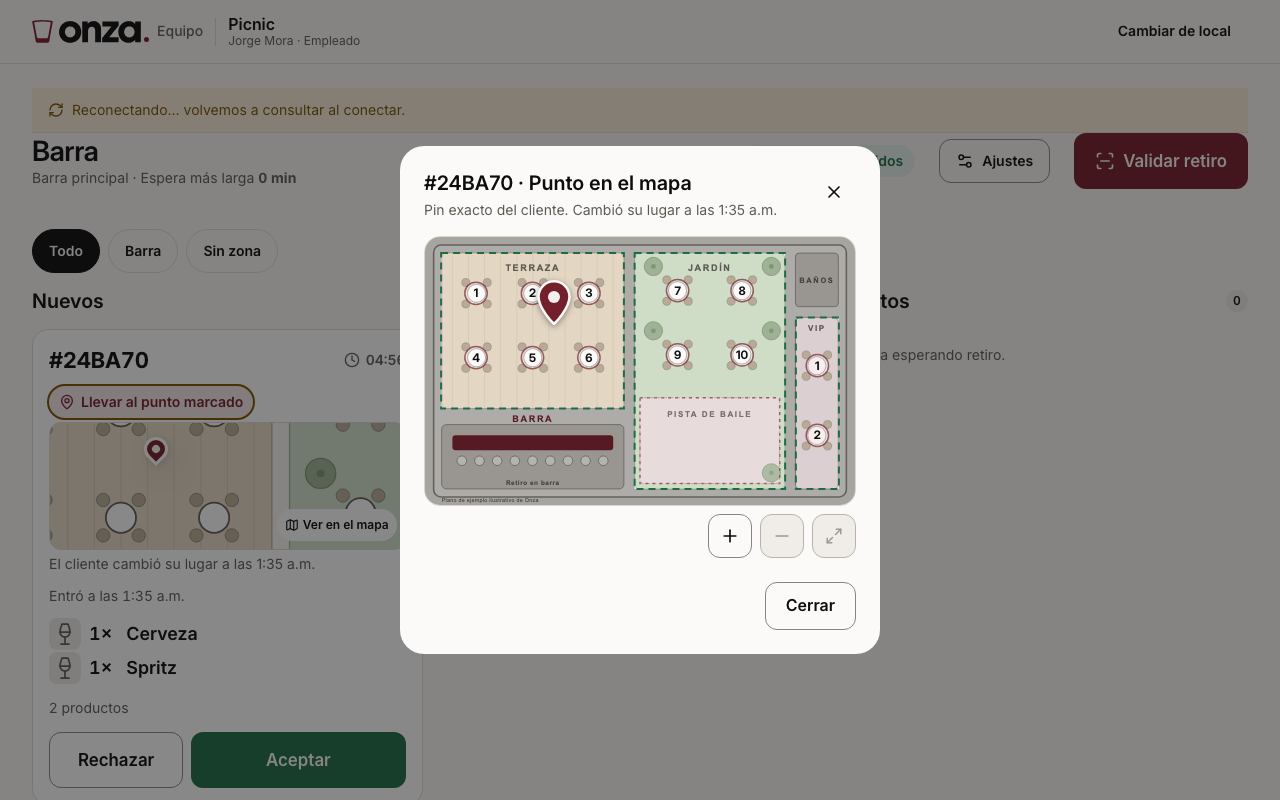 onza. Equipo
Picnic
Jorge Mora · Empleado
Cambiar de local
Reconectando… volvemos a consultar al conectar.
Barra
Barra principal · Espera más larga 0 min
Ajustes
Validar retiro
Todo
Barra
Sin zona
Nuevos
0
#24BA70
Llevar al punto marcado
Ver en el mapa
El cliente cambió su lugar a las 1:35 a.m.
Entró a las 1:35 a.m.
1× Cerveza
1× Spritz
2 productos
Rechazar
Aceptar
a esperando retiro.
#24BA70 · Punto en el mapa
Pin exacto del cliente. Cambió su lugar a las 1:35 a.m.
TERRAZA
1
2
3
4
5
6
BARRA
Retiro en barra
Plano de ejemplo ilustrativo de Onza
JARDÍN
7
8
9
10
PISTA DE BAILE
BAÑOS
VIP
1
2
Cerrar